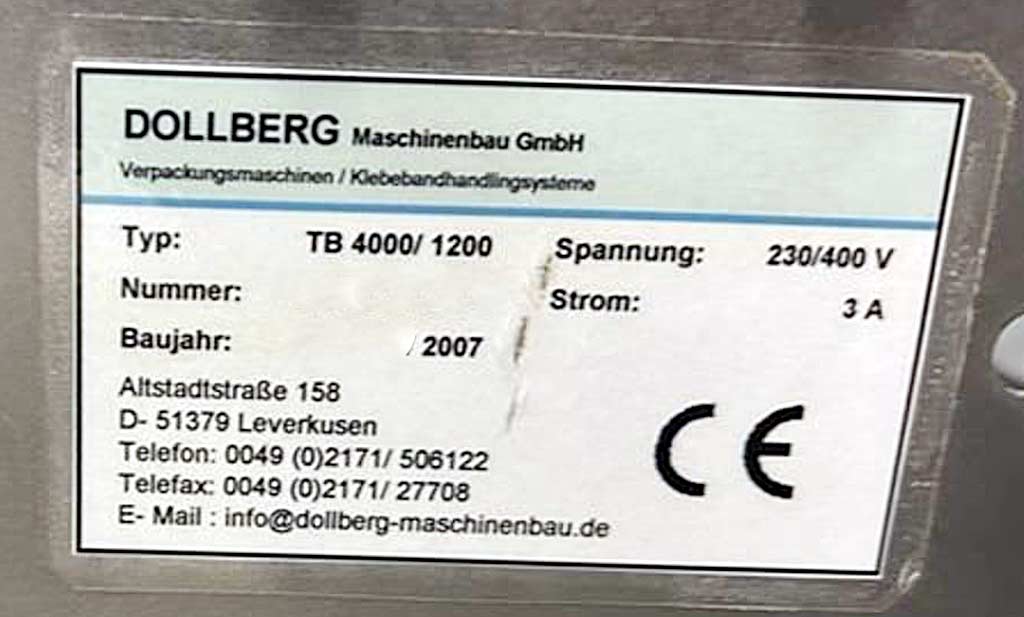 DOLLBERG Maschinenbau GmbH
Verpackungsmaschinen / Klebebandhandlingsysteme
Typ: TB 4000/ 1200 Spannung: 230/400 V
Nummer: Strom: 3 A
Baujahr: / 2007
Altstadtstraße 158
D- 51379 Leverkusen
Telefon: 0049 (0)2171/ 506122
Telefax: 0049 (0)2171/ 27708
E- Mail : info@dollberg-maschinenbau.de
CE